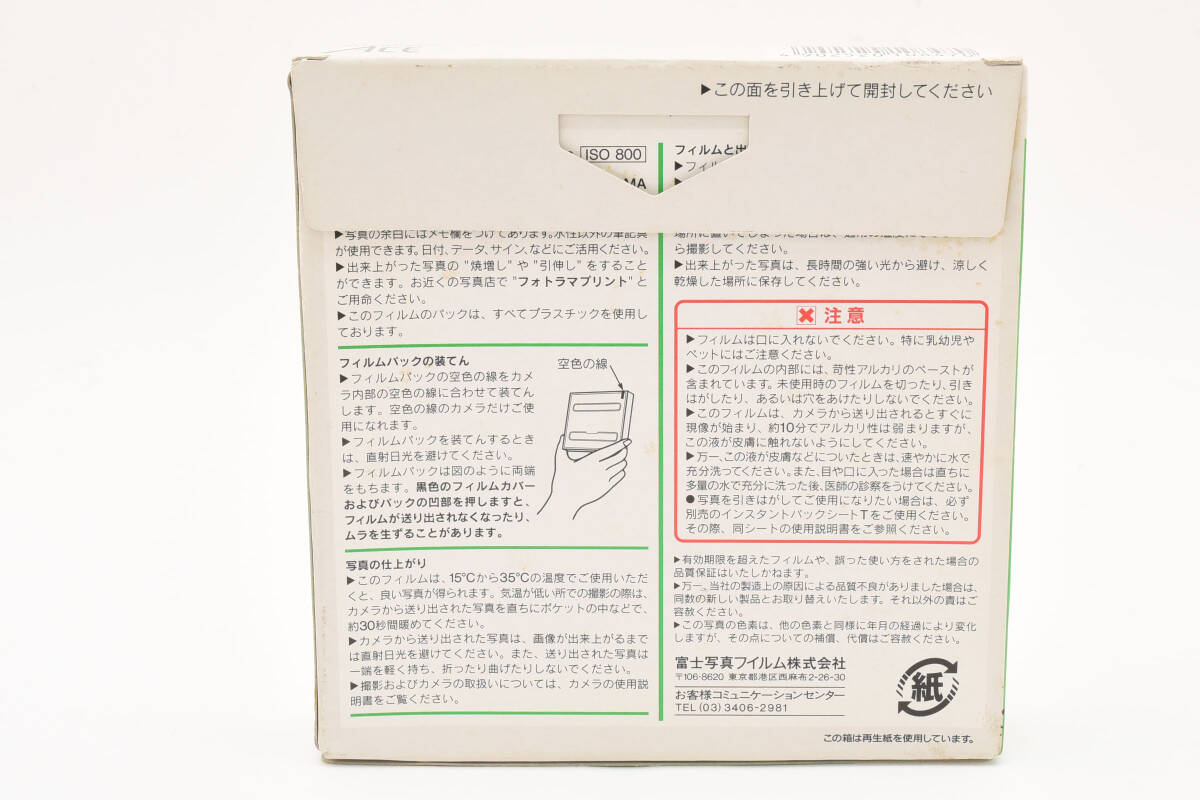 ACE
▶この面を引き上げて開封してください
ISO 800
MA
▶写真の余白にはメモ欄をつけてあります。水性以外の筆記具
が使用できます。日付、データ、サイン、などにご活用ください。
▶出来上がった写真の "焼増し" や "引伸し" をすること
ができます。お近くの写真店で "フォトラマプリント" と
ご用命ください。
▶このフィルムのパックは、すべてプラスチックを使用し
ております。
フィルムパックの装てん
▶フィルムパックの空色の線をカメ
ラ内部の空色の線に合わせて装てん
します。空色の線のカメラだけご使
用になれます。
▶フィルムパックを装てんするとき
は、直射日光を避けてください。
▶フィルムパックは図のように両端
をもちます。黒色のフィルムカバー
およびパックの凹部を押しますと、
フィルムが送り出されなくなったり、
ムラを生ずることがあります。
空色の線
写真の仕上がり
▶このフィルムは、15℃から35℃の温度でご使用いただ
くと、良い写真が得られます。気温が低い所での撮影の際は、
カメラから送り出された写真を直ちにポケットの中などで、
約30秒間暖めてください。
▶カメラから送り出された写真は、画像が出来上がるまで
は直射日光を避けてください。また、送り出された写真は
一端を軽く持ち、折ったり曲げたりしないでください。
▶撮影およびカメラの取扱いについては、カメラの使用説
明書をご覧ください。
フィルムと出
▶フィル
ら撮影してください。
▶出来上がった写真は、長時間の強い光から避け、涼しく
乾燥した場所に保存してください。
注意
▶フィルムは口に入れないでください。特に乳幼児や
ペットにはご注意ください。
▶このフィルムの内部には、苛性アルカリのペーストが
含まれています。未使用時のフィルムを切ったり、引き
はがしたり、あるいは穴をあけたりしないでください。
▶このフィルムは、カメラから送り出されるとすぐに
現像が始まり、約10分でアルカリ性は弱まりますが、
この液が皮膚に触れないようにしてください。
▶万一、この液が皮膚などについたときは、速やかに水で
充分洗ってください。また、目や口に入った場合は直ちに
多量の水で充分に洗った後、医師の診察をうけてください。
●写真を引きはがしてご使用になりたい場合は、必ず
別売のインスタントパックシートTをご使用ください。
その際、同シートの使用説明書をご参照ください。
▶有効期限を超えたフィルムや、誤った使い方をされた場合の
品質保証はいたしかねます。
▶万一、当社の製造上の原因による品質不良がありました場合は、
同数の新しい製品とお取り替えいたします。それ以外の責はご
容赦ください。
▶この写真の色素は、他の色素と同様に年月の経過により変化
しますが、その点についての補償、代償はご容赦ください。
富士写真フイルム株式会社
〒106-8620 東京都港区西麻布2-26-30
お客様コミュニケーションセンター
TEL (03) 3406-2981
紙
この箱は再生紙を使用しています。